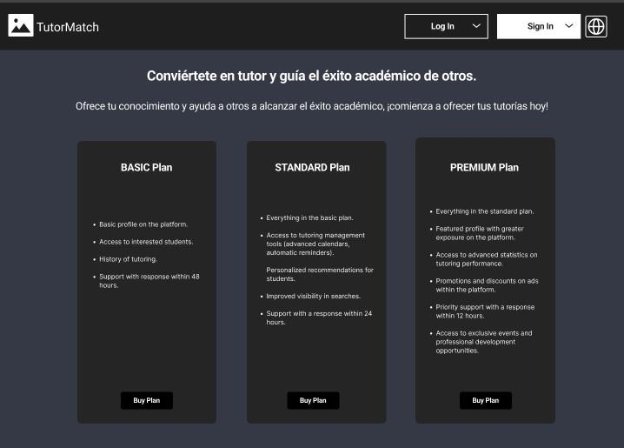 TutorMatch
Log In
Sign In
Conviértete en tutor y guía el éxito académico de otros.
Ofrece tu conocimiento y ayuda a otros a alcanzar el éxito académico, ¡comienza a ofrecer tus tutorías hoy!
BASIC Plan
• Basic profile on the platform.
• Access to interested students.
• History of tutoring.
• Support with response within 48
hours.
Buy Plan
STANDARD Plan
• Everything in the basic plan.
• Access to tutoring management
tools (advanced calendars,
automatic reminders).
Personalized recommendations for
students.
• Improved visibility in searches.
• Support with a response within 24
hours.
Buy Plan
PREMIUM Plan
• Everything in the standard plan.
• Featured profile with greater
exposure on the platform.
• Access to advanced statistics on
tutoring performance.
• Promotions and discounts on ads
within the platform.
• Priority support with a response
within 12 hours.
• Access to exclusive events and
professional development
opportunities.
Buy Plan